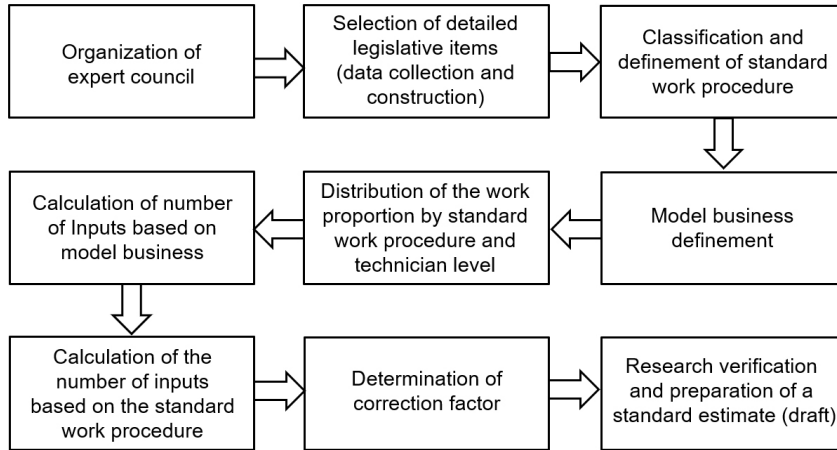 Organization of
expert council
Selection of detailed
legislative items
(data collection and
construction)
Classification and
definement of standard
work procedure
Model business
definement
Distribution of the work
proportion by standard
work procedure and
technician level
Calculation of number
of Inputs based on
model business
Calculation of the
number of inputs
based on the standard
work procedure
Determination of
correction factor
Research verification
and preparation of a
standard estimate (draft)